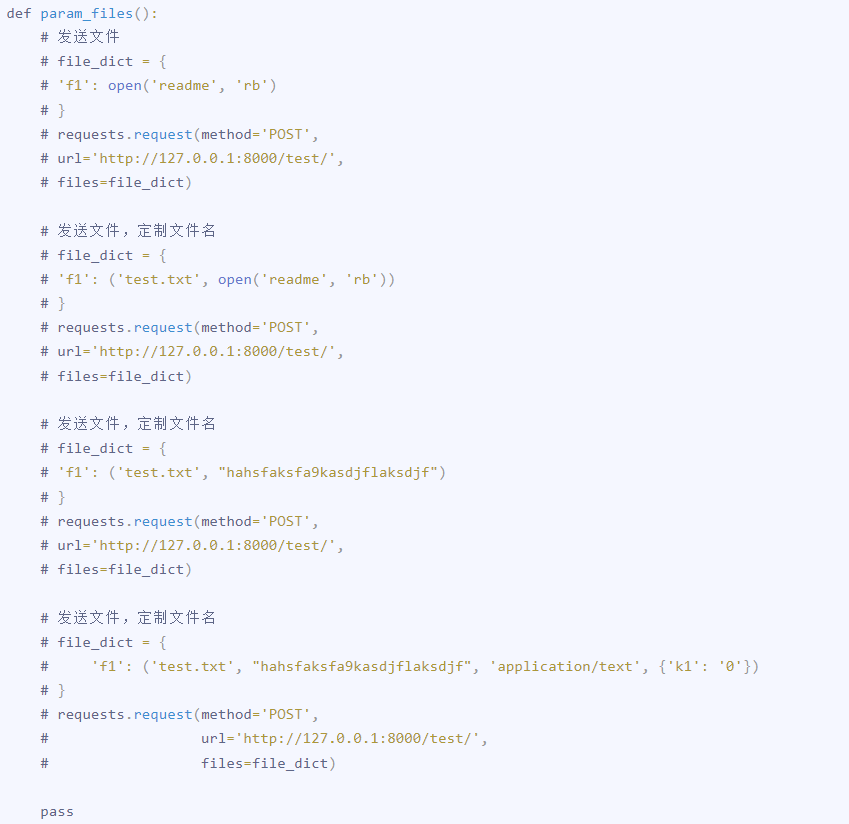 def param_files():
    # 发送文件
    # file_dict = {
    # 'f1': open('readme', 'rb')
    # }
    # requests.request(method='POST',
    # url='http://127.0.0.1:8000/test/',
    # files=file_dict)

    # 发送文件，定制文件名
    # file_dict = {
    # 'f1': ('test.txt', open('readme', 'rb'))
    # }
    # requests.request(method='POST',
    # url='http://127.0.0.1:8000/test/',
    # files=file_dict)

    # 发送文件，定制文件名
    # file_dict = {
    # 'f1': ('test.txt', "hahsfaksfa9kasdjflaksdjf")
    # }
    # requests.request(method='POST',
    # url='http://127.0.0.1:8000/test/',
    # files=file_dict)

    # 发送文件，定制文件名
    # file_dict = {
    #     'f1': ('test.txt', "hahsfaksfa9kasdjflaksdjf", 'application/text', {'k1': '0'})
    # }
    # requests.request(method='POST',
    #                  url='http://127.0.0.1:8000/test/',
    #                  files=file_dict)

    pass